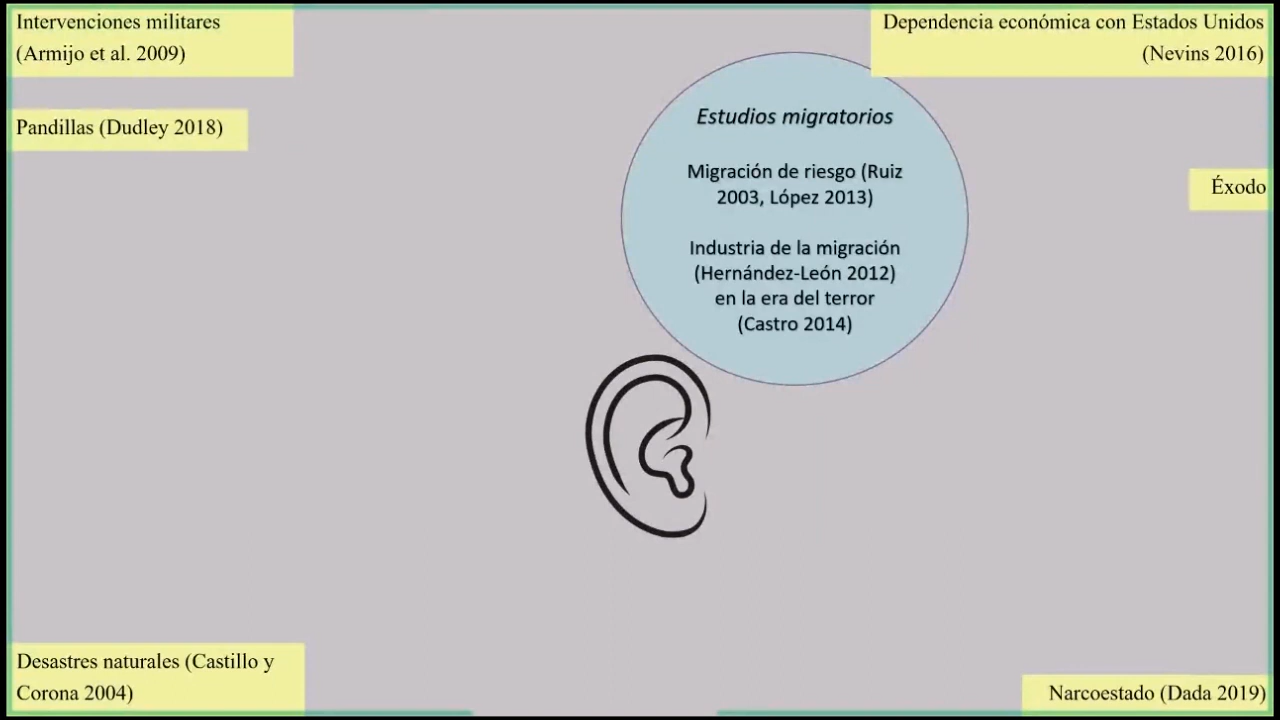 Intervenciones militares
(Armijo et al. 2009)
Dependencia económica con Estados Unidos
(Nevins 2016)
Pandillas (Dudley 2018)
Estudios migratorios
Migración de riesgo (Ruiz
2003, López 2013)
Éxodo
Industria de la migración
(Hernández-León 2012)
en la era del terror
(Castro 2014)
Desastres naturales (Castillo y
Corona 2004)
Narcoestado (Dada 2019)